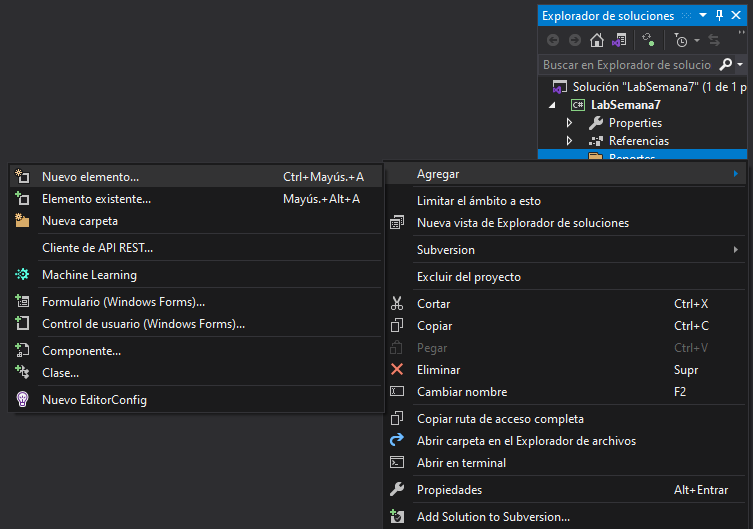 Explorador de soluciones
Buscar en Explorador de solucio
Solución "LabSemana7" (1 de 1 p
C# LabSemana7
Properties
Referencias
Reportes
Nuevo elemento... Ctrl+Mayús.+A
Elemento existente... Mayús.+Alt+A
Nueva carpeta
Cliente de API REST...
Machine Learning
Formulario (Windows Forms)...
Control de usuario (Windows Forms)...
Componente...
Clase...
Nuevo EditorConfig
Agregar
Limitar el ámbito a esto
Nueva vista de Explorador de soluciones
Subversion
Excluir del proyecto
Cortar Ctrl+X
Copiar Ctrl+C
Pegar Ctrl+V
Eliminar Supr
Cambiar nombre F2
Copiar ruta de acceso completa
Abrir carpeta en el Explorador de archivos
Abrir en terminal
Propiedades Alt+Entrar
Add Solution to Subversion...